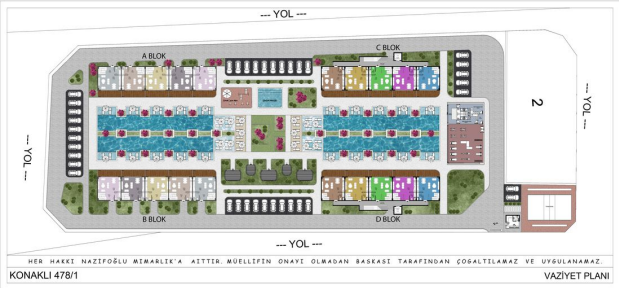 --- YOL ---
A BLOK
C BLOK
2
--- YOL ---
--- YOL ---
B BLOK
D BLOK
--- YOL ---
HER HAKKI NAZİFOĞLU MİMARLIK'A AİTTİR. MÜELLİFİN ONAYI OLMADAN BAŞKASI TARAFINDAN ÇOĞALTILAMAZ VE UYGULANAMAZ.
KONAKLI 478/1
VAZİYET PLANI